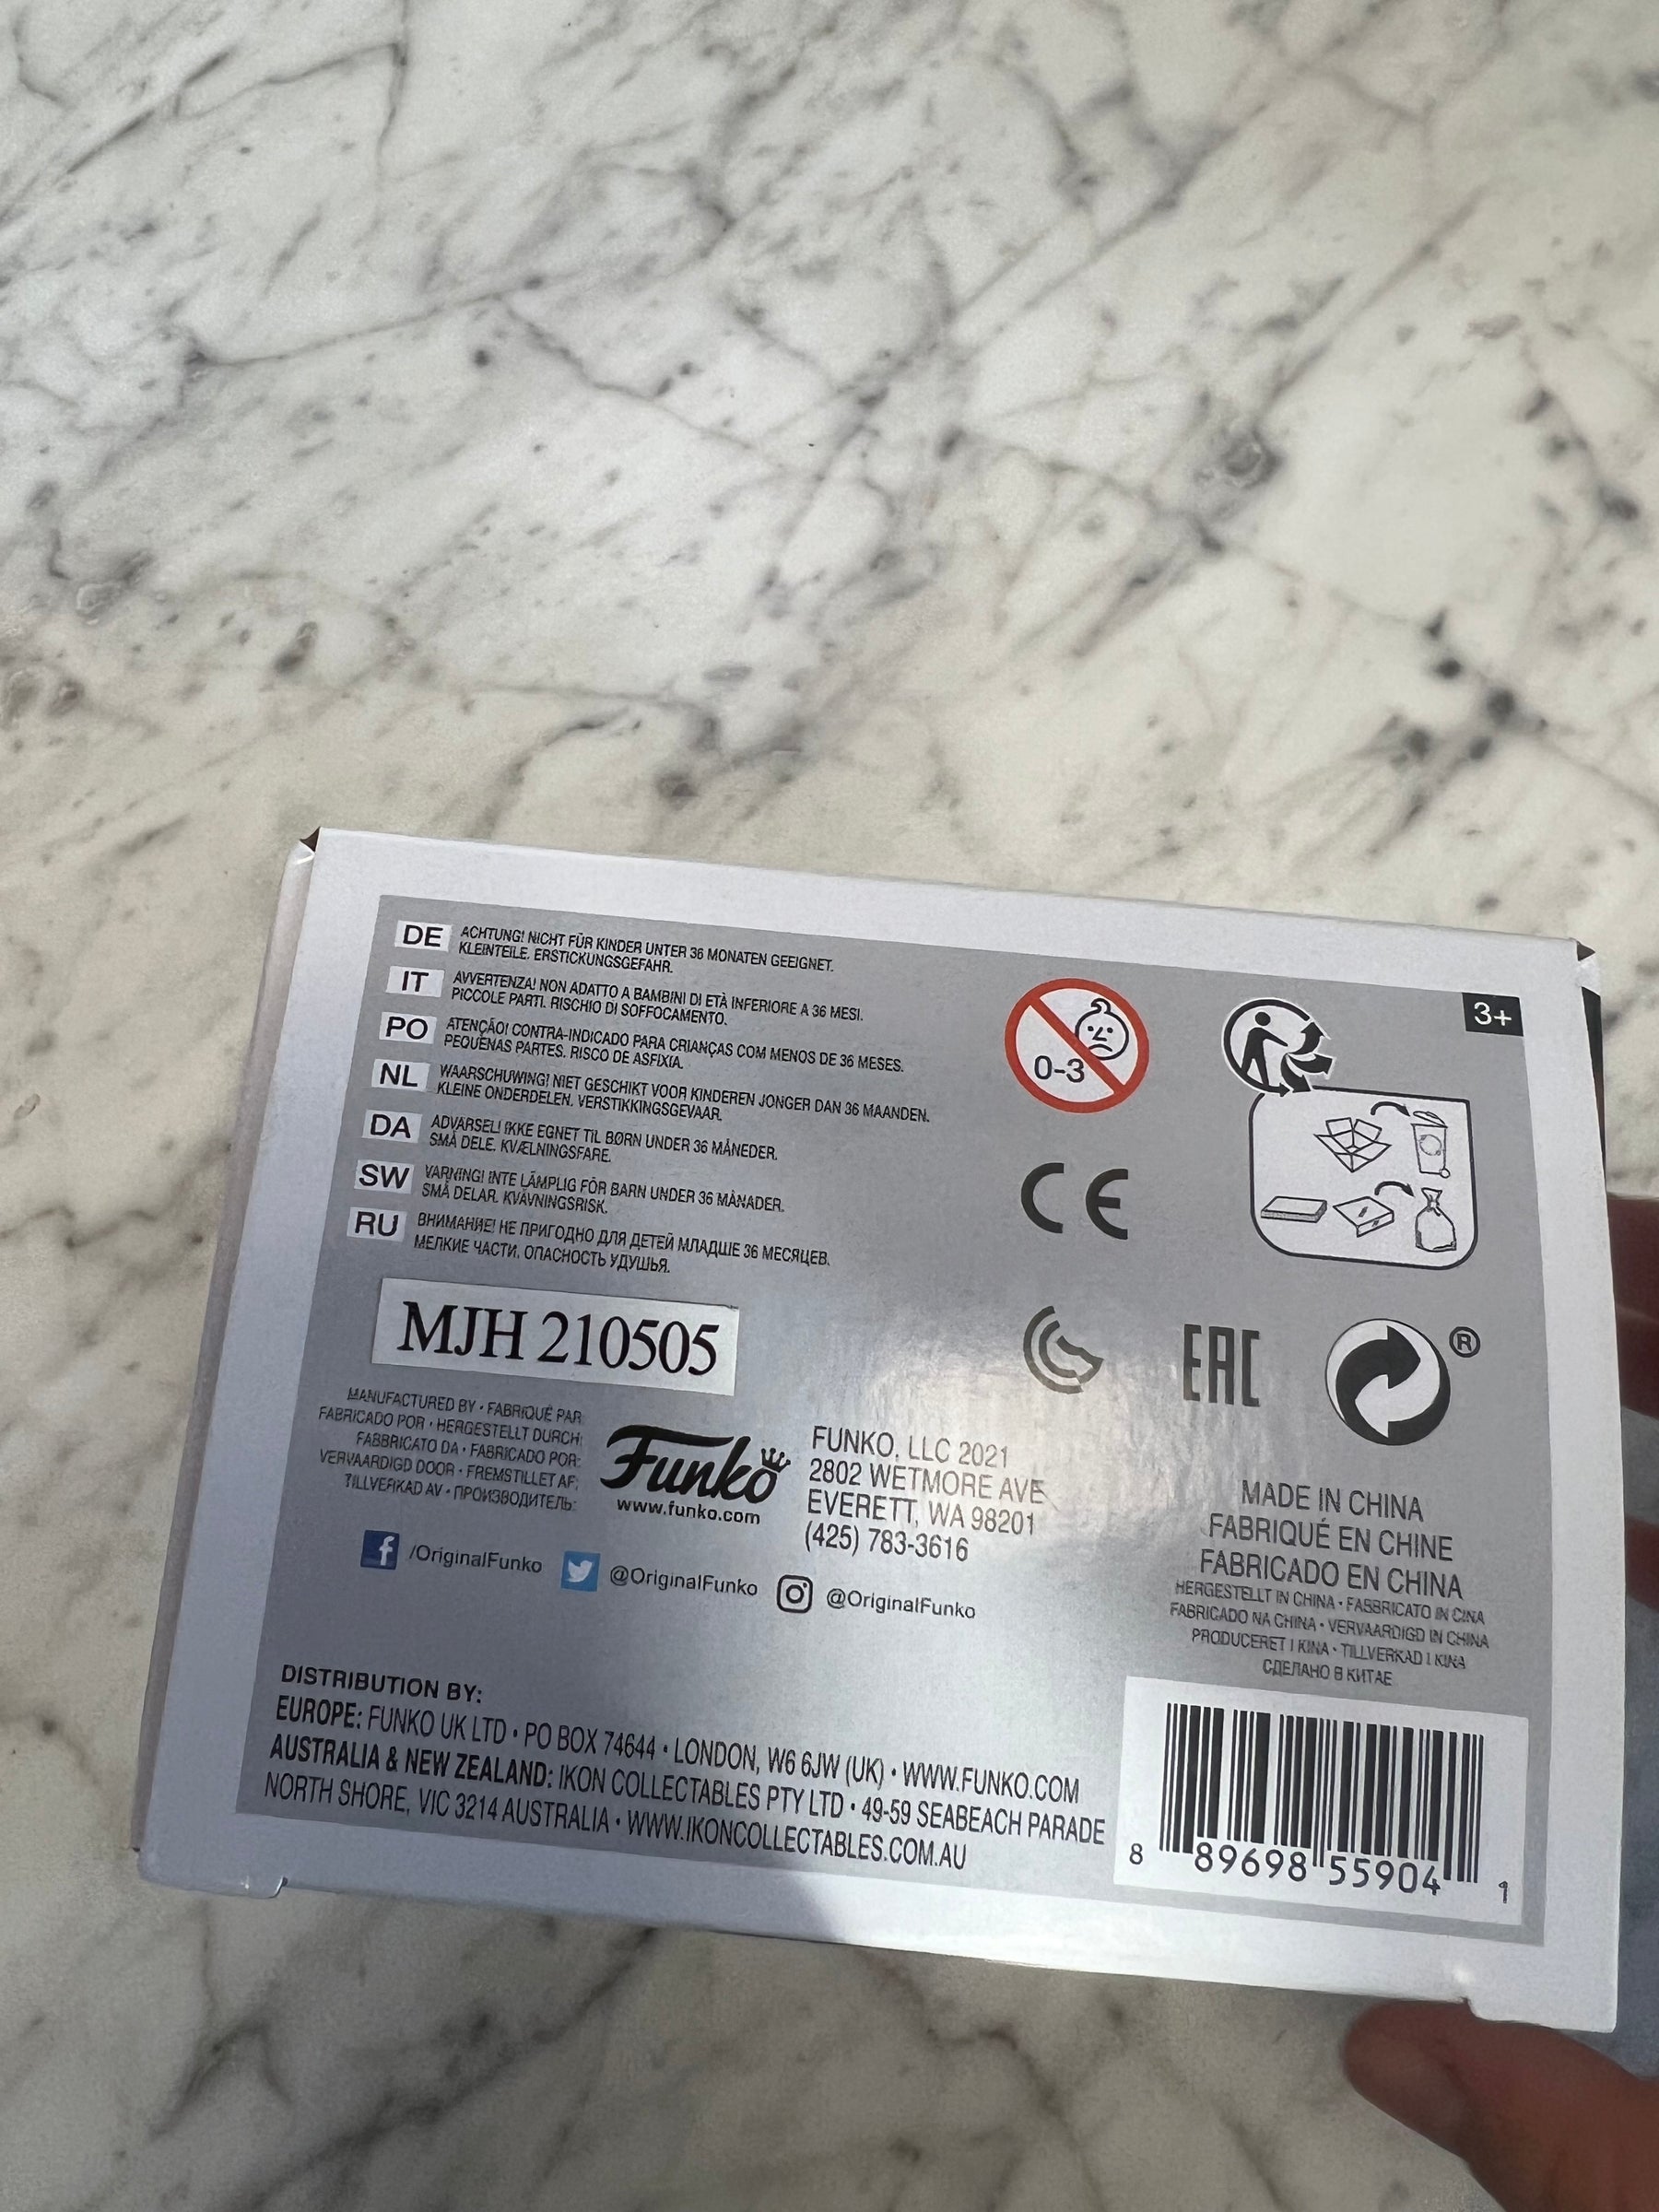 DE ACHTUNG! NICHT FÜR KINDER UNTER 36 MONATEN GEEIGNET.
KLEINTEILE. ERSTICKUNGSGEFAHR.
IT AVVERTENZA! NON ADATTO A BAMBINI DI ETÀ INFERIORE A 36 MESI.
PICCOLE PARTI. RISCHIO DI SOFFOCAMENTO.
PO ATENÇÃO! CONTRA-INDICADO PARA CRIANÇAS COM MENOS DE 36 MESES.
PEQUENAS PARTES. RISCO DE ASFIXIA.
NL WAARSCHUWING! NIET GESCHIKT VOOR KINDEREN JONGER DAN 36 MAANDEN.
KLEINE ONDERDELEN. VERSTIKKINGSGEVAAR.
DA ADVARSEL! IKKE EGNET TIL BØRN UNDER 36 MÅNEDER.
SMÅ DELE. KVÆLNINGSFARE.
SW VARNING! INTE LÄMPLIG FÖR BARN UNDER 36 MÅNADER.
SMÅ DELAR. KVÄVNINGSRISK.
RU ВНИМАНИЕ! НЕ ПРИГОДНО ДЛЯ ДЕТЕЙ МЛАДШЕ 36 МЕСЯЦЕВ.
МЕЛКИЕ ЧАСТИ. ОПАСНОСТЬ УДУШЬЯ.
0-3
3+
CE
MJH 210505
EAC
®
MANUFACTURED BY • FABRIQUÉ PAR
FABRICADO POR • HERGESTELLT DURCH:
FABBRICATO DA • FABRICADO POR:
VERVAARDIGD DOOR • FREMSTILLET AF:
TILLVERKAD AV • ПРОИЗВОДИТЕЛЬ:
Funko
www.funko.com
FUNKO, LLC 2021
2802 WETMORE AVE
EVERETT, WA 98201
(425) 783-3616
/OriginalFunko @OriginalFunko @OriginalFunko
MADE IN CHINA
FABRIQUÉ EN CHINE
FABRICADO EN CHINA
HERGESTELLT IN CHINA • FABBRICATO IN CINA
FABRICADO NA CHINA • VERVAARDIGD IN CHINA
PRODUCERET I KINA • TILLVERKAD I KINA
СДЕЛАНО В КИТАЕ
DISTRIBUTION BY:
EUROPE: FUNKO UK LTD • PO BOX 74644 • LONDON, W6 6JW (UK) • WWW.FUNKO.COM
AUSTRALIA & NEW ZEALAND: IKON COLLECTABLES PTY LTD • 49-59 SEABEACH PARADE
NORTH SHORE, VIC 3214 AUSTRALIA • WWW.IKONCOLLECTABLES.COM.AU
8 89698 55904 1